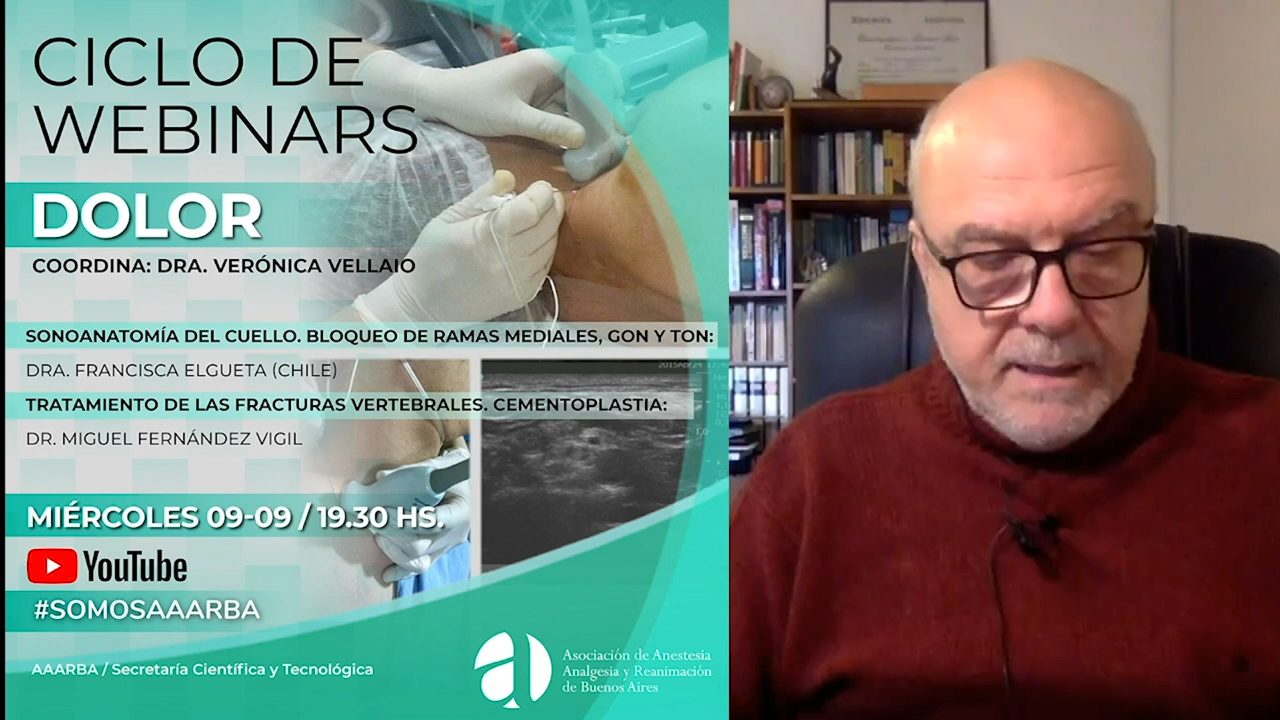 CICLO DE
WEBINARS
DOLOR
COORDINA: DRA. VERÓNICA VELLAIO
SONOANATOMÍA DEL CUELLO. BLOQUEO DE RAMAS MEDIALES, GON Y TON:
DRA. FRANCISCA ELGUETA (CHILE)
TRATAMIENTO DE LAS FRACTURAS VERTEBRALES. CEMENTOPLASTIA:
DR. MIGUEL FERNÁNDEZ VIGIL
MIÉRCOLES 09-09 / 19.30 HS.
YouTube
#SOMOSAAARBA
AAARBA / Secretaría Científica y Tecnológica
Asociación de Anestesia
Analgesia y Reanimación
de Buenos Aires